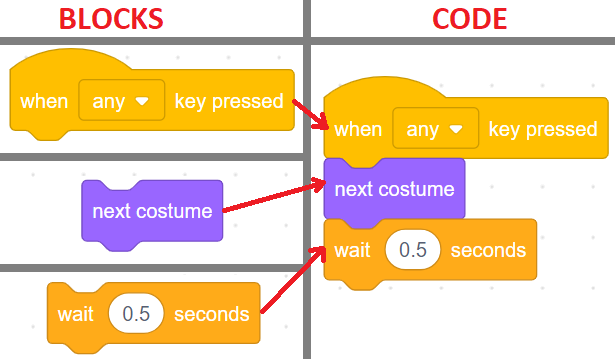 BLOCKS
CODE
when any key pressed
next costume
wait 0.5 seconds
when any key pressed
next costume
wait 0.5 seconds